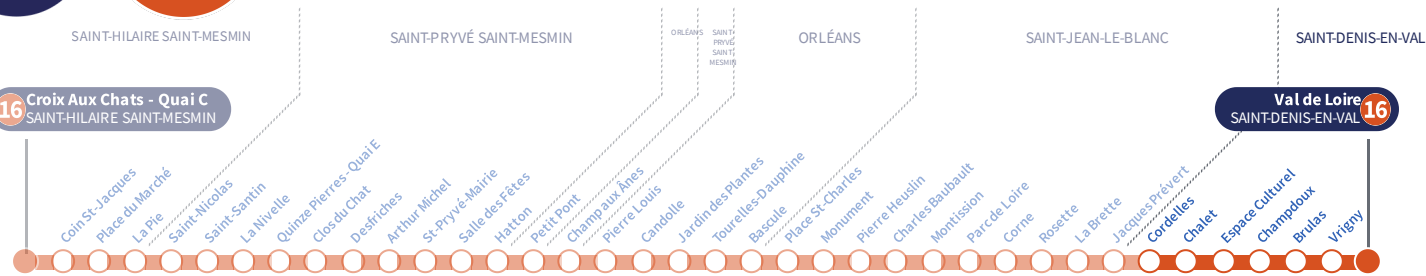 SAINT-HILAIRE SAINT-MESMIN
SAINT-PRYVÉ SAINT-MESMIN
ORLÉANS
SAINT-
PRYVÉ
SAINT-
MESMIN
ORLÉANS
SAINT-JEAN-LE-BLANC
SAINT-DENIS-EN-VAL
16
Croix Aux Chats - Quai C
SAINT-HILAIRE SAINT-MESMIN
Val de Loire
SAINT-DENIS-EN-VAL
16
Coin St-Jacques
Place du Marché
La Pie
Saint-Nicolas
Saint-Santin
La Nivelle
Quinze Pierres - Quai E
Clos du Chat
Desfriches
Arthur Michel
St-Pryvé-Mairie
Salle des Fêtes
Hatton
Petit Pont
Champ aux Ânes
Pierre Louis
Candolle
Jardin des Plantes
Tourelles-Dauphine
Bascule
Place St-Charles
Monument
Pierre Heuslin
Charles Baubault
Montission
Parc de Loire
Corne
Rosette
La Brette
Jacques Prévert
Cordelles
Chalet
Espace Culturel
Champdoux
Brulas
Vrigny